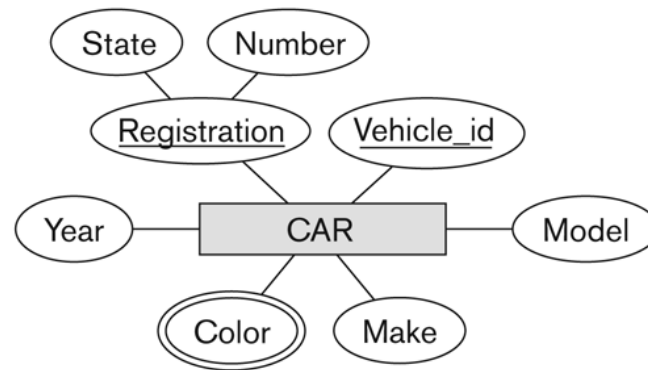 State
Number
Registration
Vehicle_id
Year
CAR
Model
Color
Make